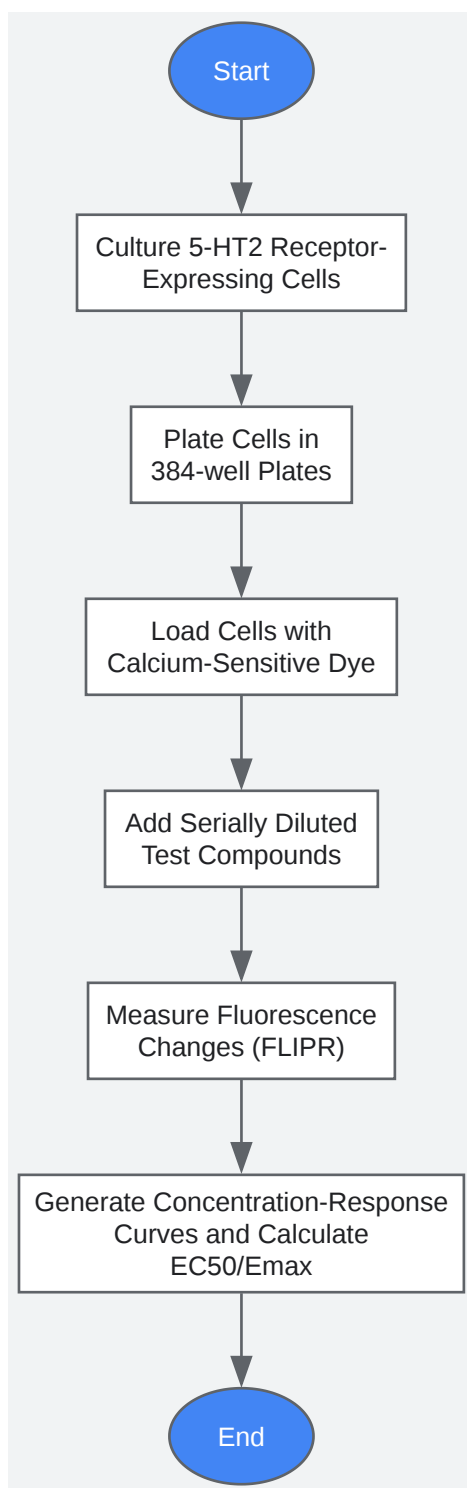 Start
Culture 5-HT2 Receptor-
Expressing Cells
Plate Cells in
384-well Plates
Load Cells with
Calcium-Sensitive Dye
Add Serially Diluted
Test Compounds
Measure Fluorescence
Changes (FLIPR)
Generate Concentration-Response
Curves and Calculate
EC50/Emax
End